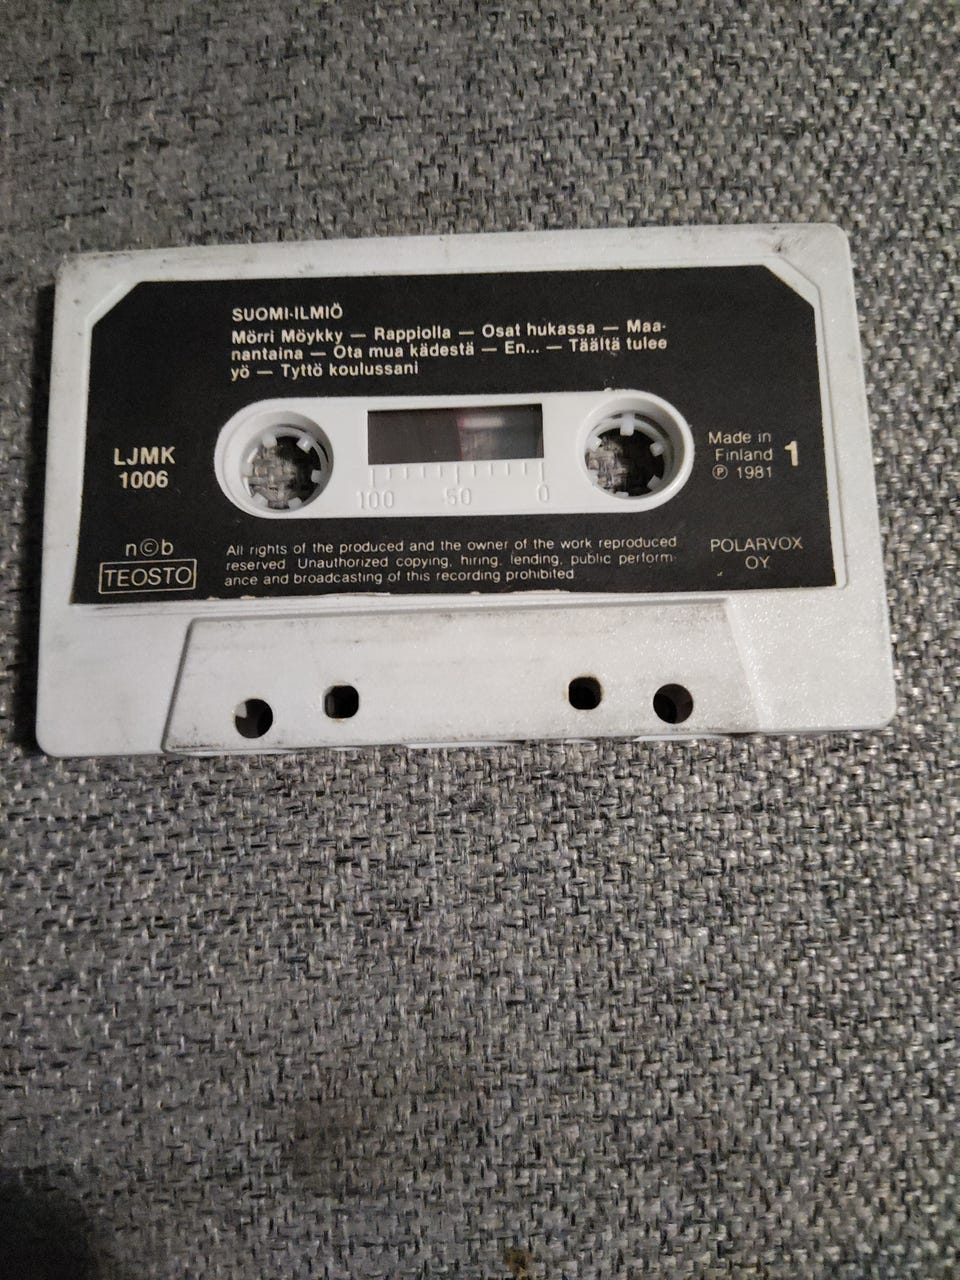 SUOMI-ILMIÖ
Mörri Möykky — Rappiolla — Osat hukassa — Maa-
nantaina — Ota mua kädestä — En... — Täältä tulee
yö — Tyttö koulussani
LJMK
1006
100 50 0
Made in
Finland
Ⓟ 1981
1
n©b
TEOSTO
All rights of the produced and the owner of the work reproduced
reserved. Unauthorized copying, hiring, lending, public perform-
ance and broadcasting of this recording prohibited
POLARVOX
OY